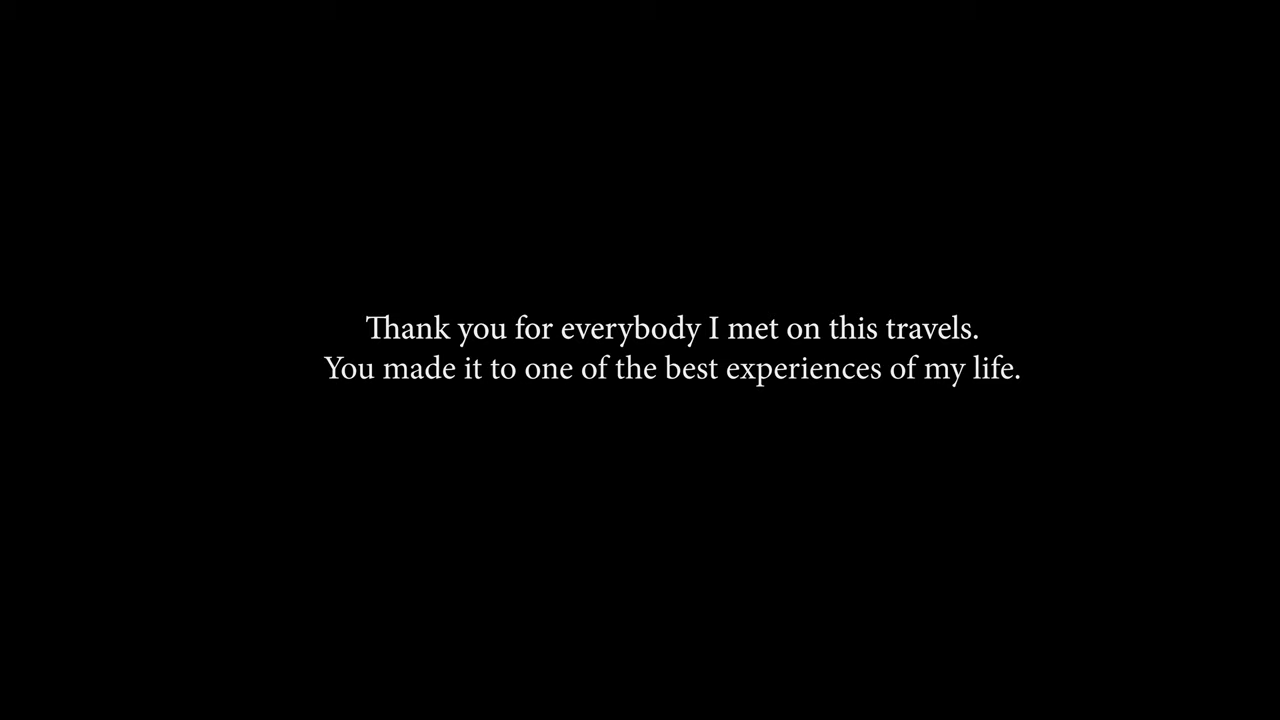 Thank you for everybody I met on this travels.
You made it to one of the best experiences of my life.